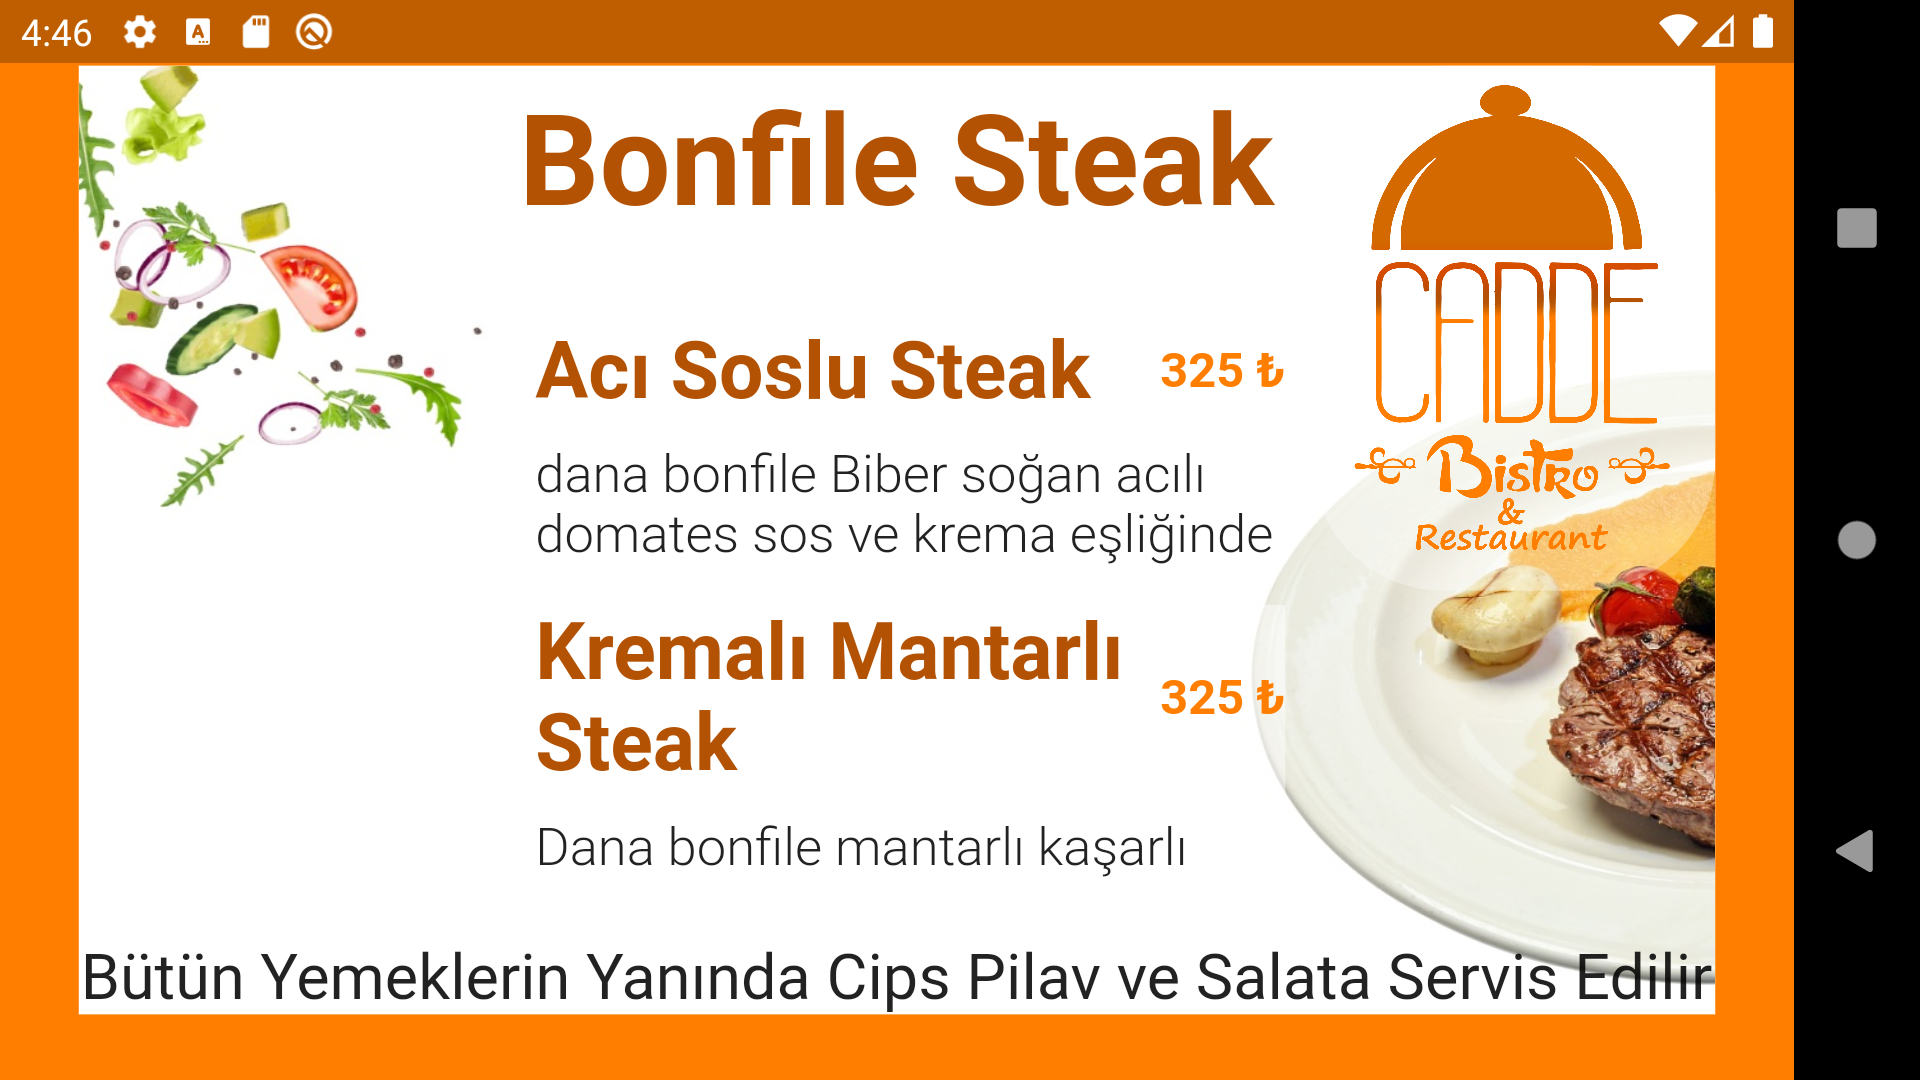 4:46
Bonfile Steak
Acı Soslu Steak
325 ₺
dana bonfile Biber soğan acılı
domates sos ve krema eşliğinde
Kremalı Mantarlı
Steak
325 ₺
Dana bonfile mantarlı kaşarlı
CADDE
Bistro
&
Restaurant
Bütün Yemeklerin Yanında Cips Pilav ve Salata Servis Edilir